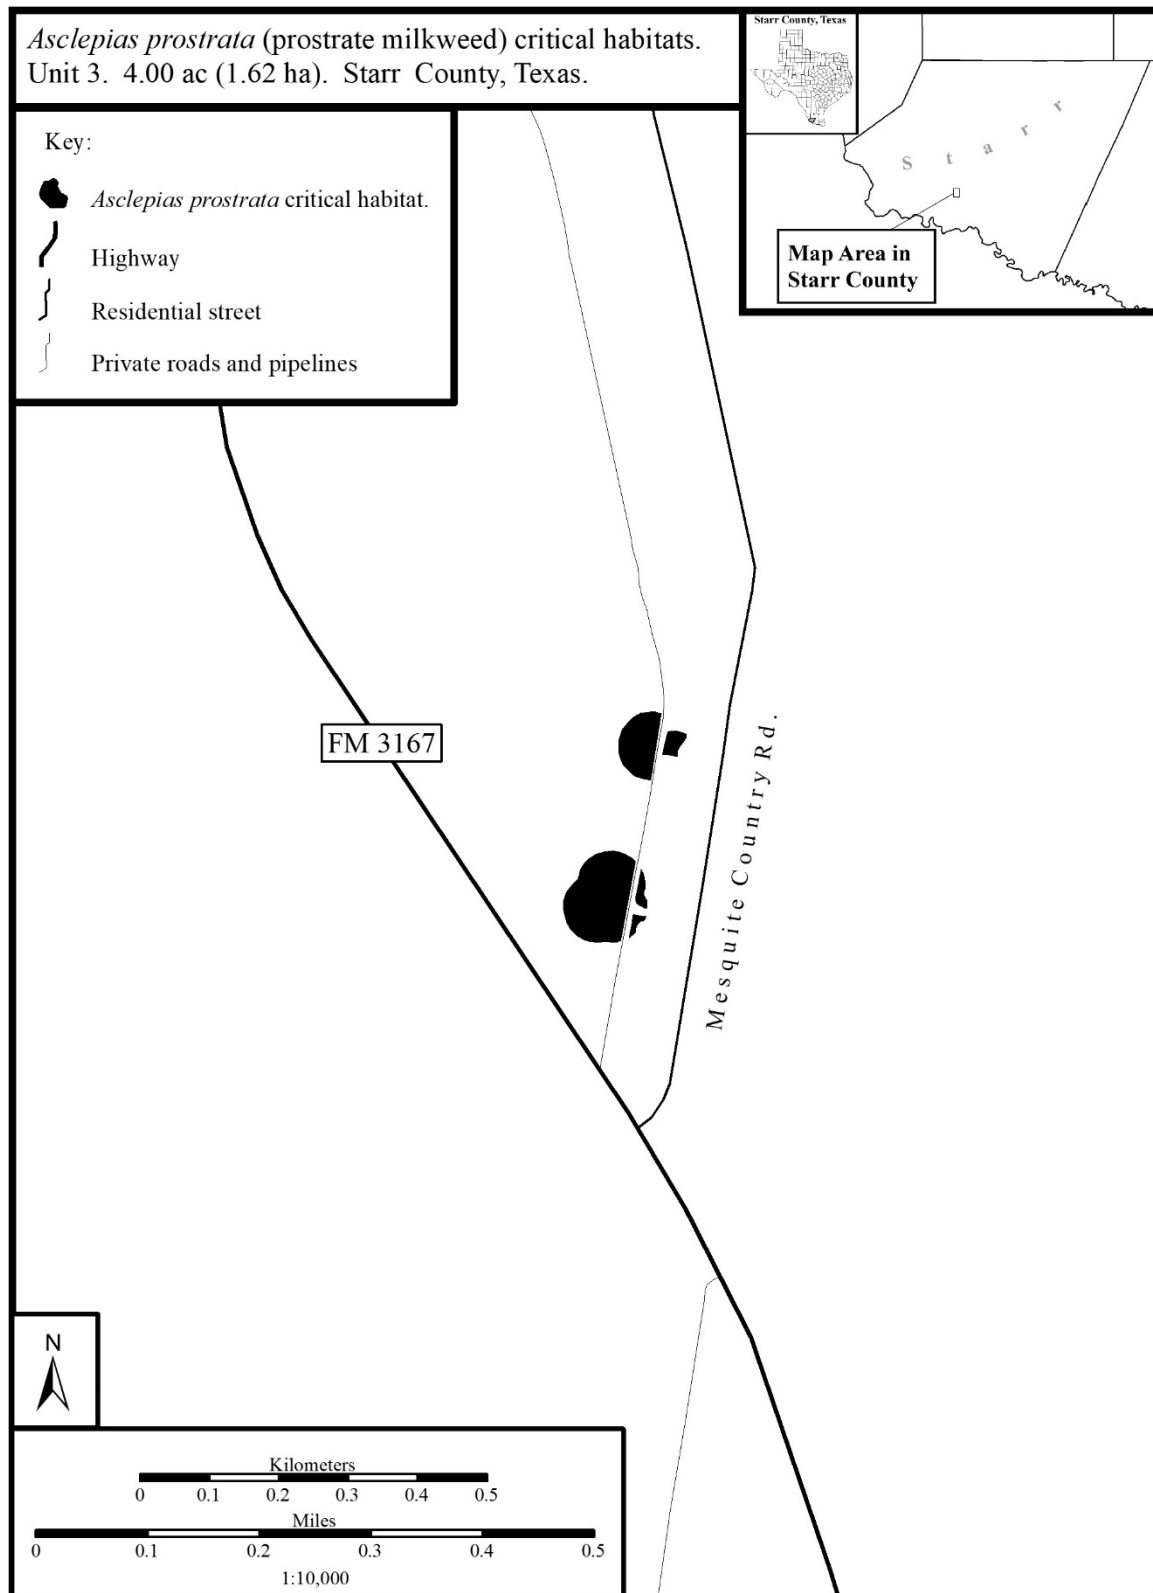 Asclepias prostrata (prostrate milkweed) critical habitats.
Unit 3. 4.00 ac (1.62 ha). Starr County, Texas.
Starr County, Texas
S t a r r
Map Area in
Starr County
Key:
Asclepias prostrata critical habitat.
Highway
Residential street
Private roads and pipelines
FM 3167
Mesquite Country Rd.
N
Kilometers
0 0.1 0.2 0.3 0.4 0.5
Miles
0 0.1 0.2 0.3 0.4 0.5
1:10,000